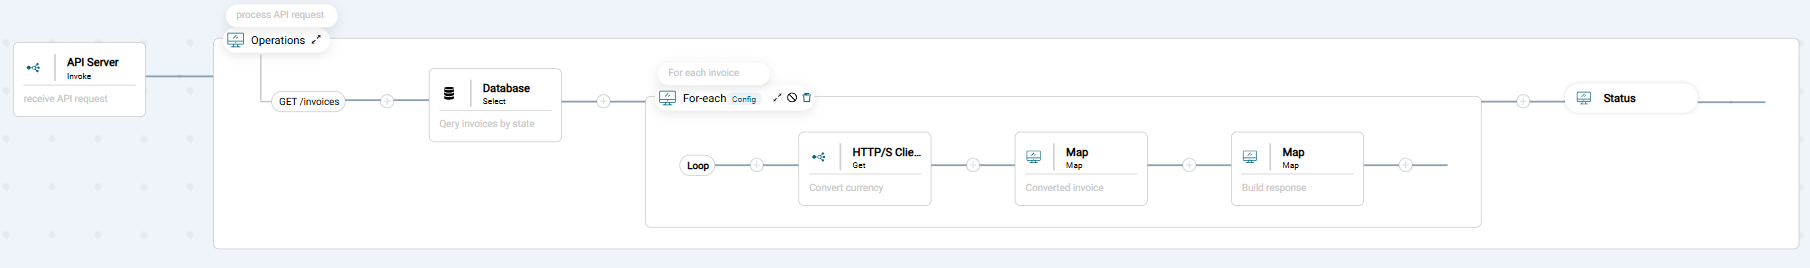 process API request
Operations
API Server
Invoke
receive API request
GET /invoices
Database
Select
Qery invoices by state
For each invoice
For-each Config
Loop
HTTP/S Clie...
Get
Convert currency
Map
Map
Converted invoice
Map
Map
Build response
Status